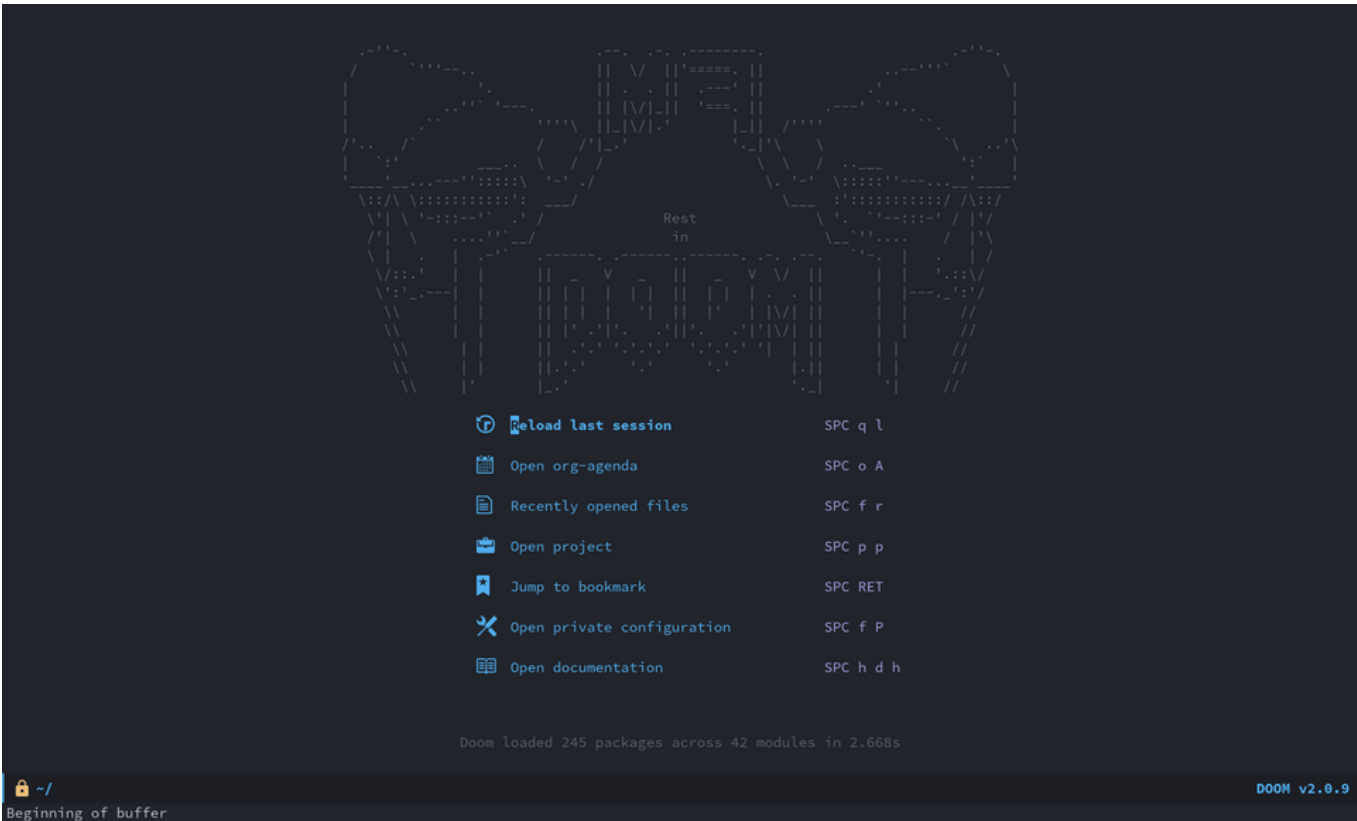 ME
Rest
in
DOOM
Reload last session SPC q l
Open org-agenda SPC o A
Recently opened files SPC f r
Open project SPC p p
Jump to bookmark SPC RET
Open private configuration SPC f P
Open documentation SPC h d h
Doom loaded 245 packages across 42 modules in 2.668s
~/ DOOM v2.0.9
Beginning of buffer